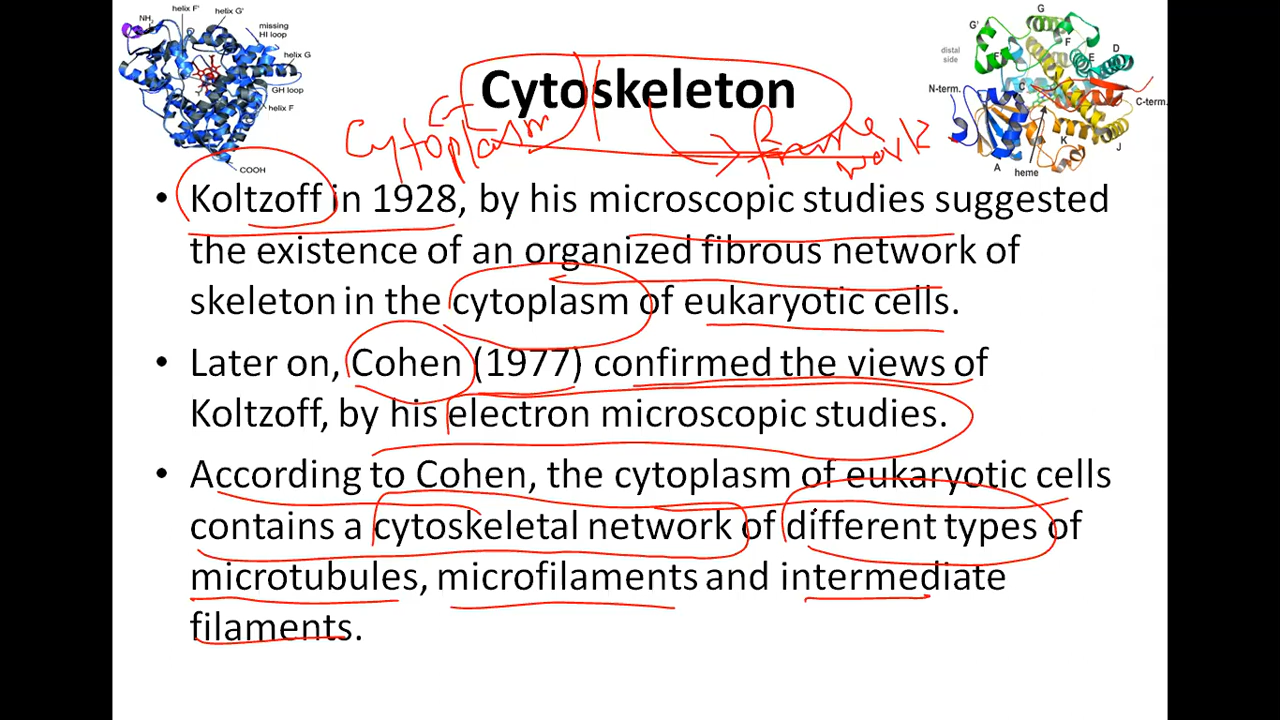 helix F'
helix G'
NH2
missing
HI loop
helix G
GH loop
helix F
COOH
G
G'
F
D
distal
side
E
F'
N-term.
C
C-term.
K
J
A
heme
Cytoskeleton
Cytoplasm
frame
work
• Koltzoff in 1928, by his microscopic studies suggested
the existence of an organized fibrous network of
skeleton in the cytoplasm of eukaryotic cells.
• Later on, Cohen (1977) confirmed the views of
Koltzoff, by his electron microscopic studies.
• According to Cohen, the cytoplasm of eukaryotic cells
contains a cytoskeletal network of different types of
microtubules, microfilaments and intermediate
filaments.